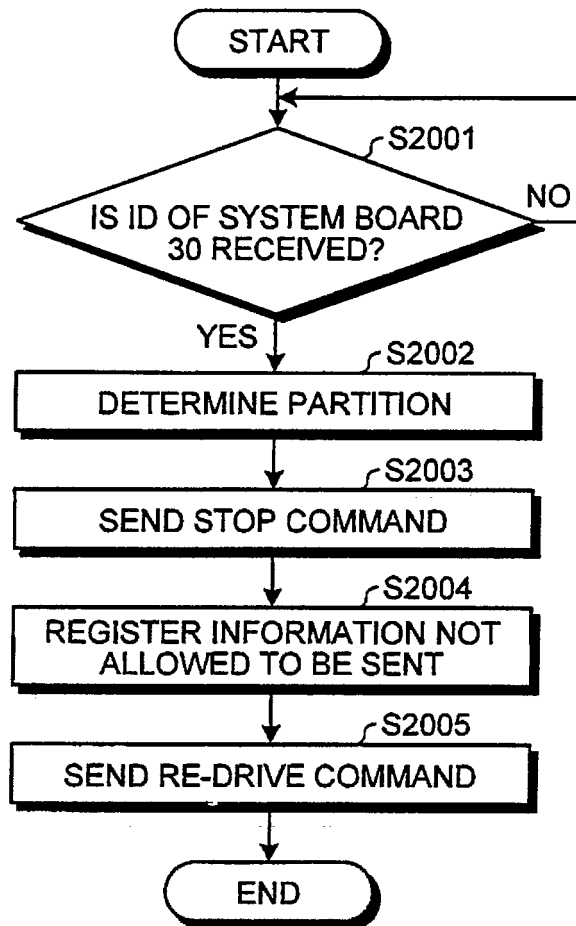 START
S2001
IS ID OF SYSTEM BOARD
30 RECEIVED?
NO
YES
S2002
DETERMINE PARTITION
S2003
SEND STOP COMMAND
S2004
REGISTER INFORMATION NOT
ALLOWED TO BE SENT
S2005
SEND RE-DRIVE COMMAND
END